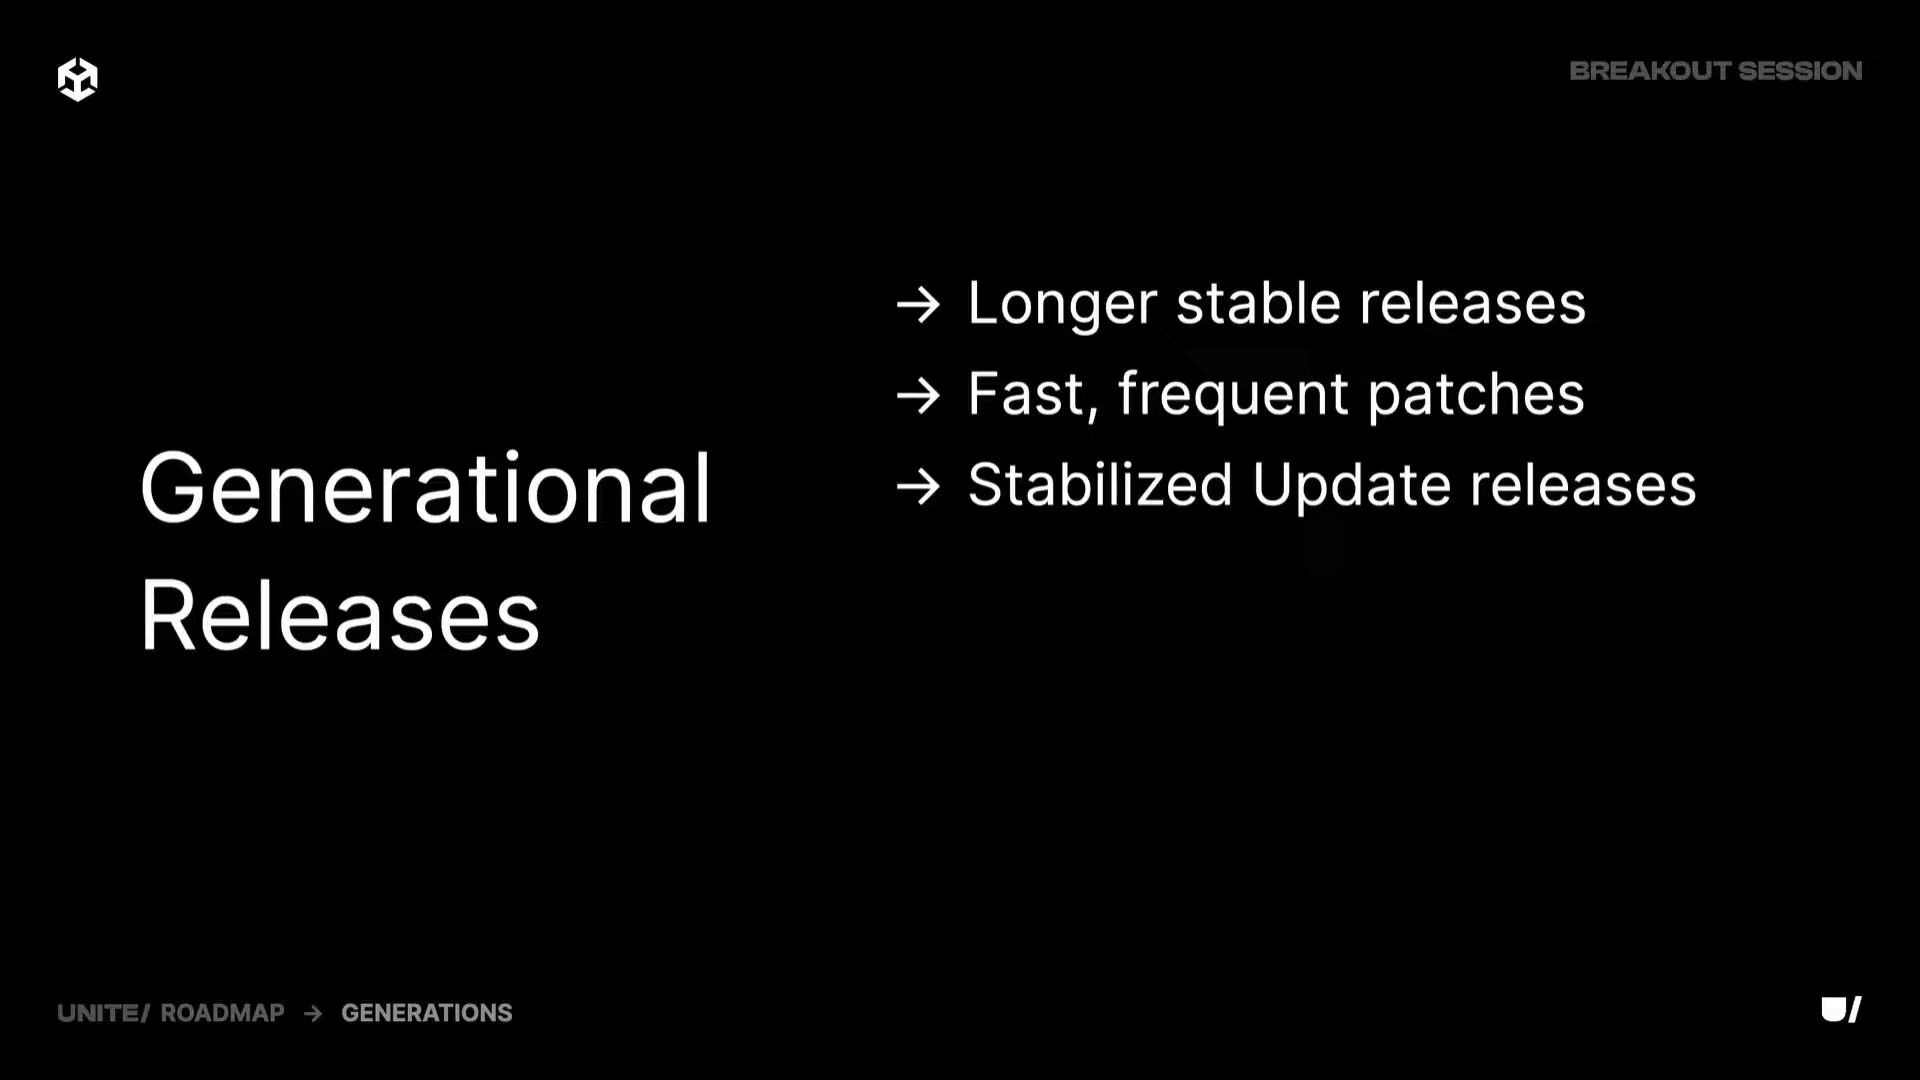 BREAKOUT SESSION
Generational
Releases
→ Longer stable releases
→ Fast, frequent patches
→ Stabilized Update releases
UNITE/ ROADMAP → GENERATIONS
U/